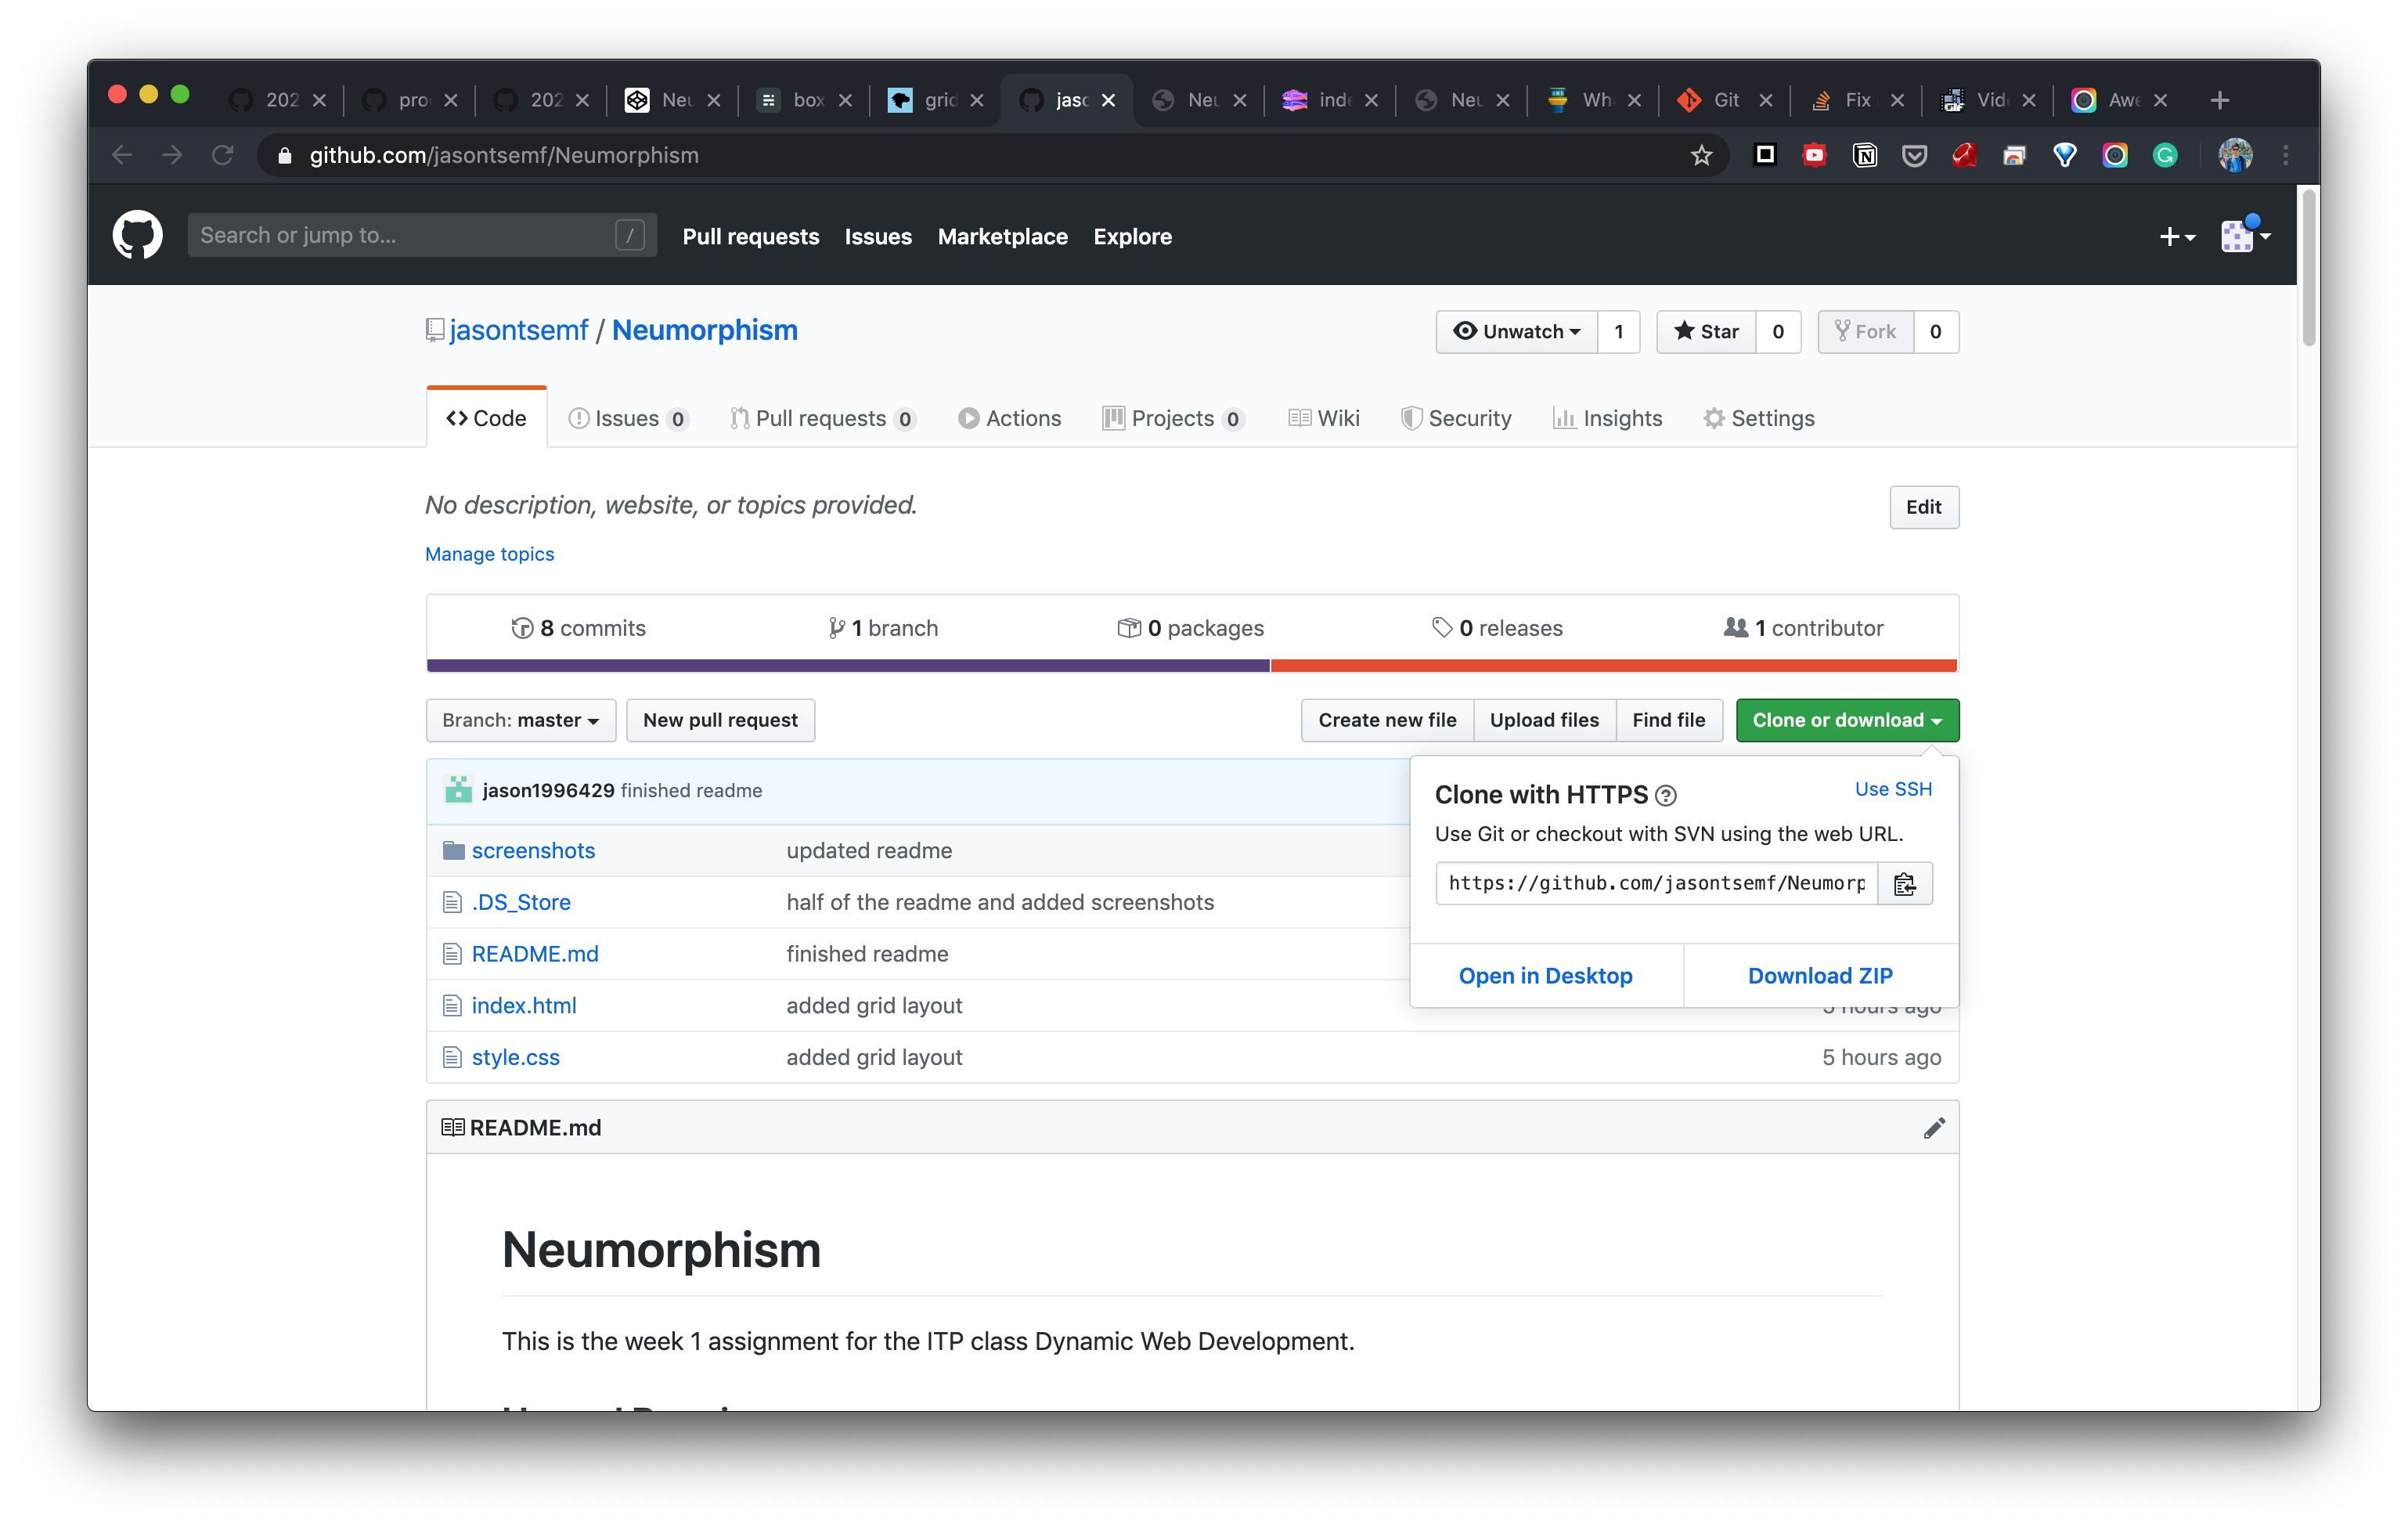 202 pro 202 Neu box grid jasc Neu inde Neu Wha Git Fix Vid Awe
github.com/jasontsemf/Neumorphism
Search or jump to... / Pull requests Issues Marketplace Explore
jasontsemf / Neumorphism Unwatch 1 Star 0 Fork 0
Code Issues 0 Pull requests 0 Actions Projects 0 Wiki Security Insights Settings
No description, website, or topics provided. Edit
Manage topics
8 commits 1 branch 0 packages 0 releases 1 contributor
Branch: master New pull request Create new file Upload files Find file Clone or download
jason1996429 finished readme
Clone with HTTPS ? Use SSH
Use Git or checkout with SVN using the web URL.
https://github.com/jasontsemf/Neumorp
Open in Desktop Download ZIP
screenshots updated readme
.DS_Store half of the readme and added screenshots
README.md finished readme
index.html added grid layout hours ago
style.css added grid layout 5 hours ago
README.md
Neumorphism
This is the week 1 assignment for the ITP class Dynamic Web Development.